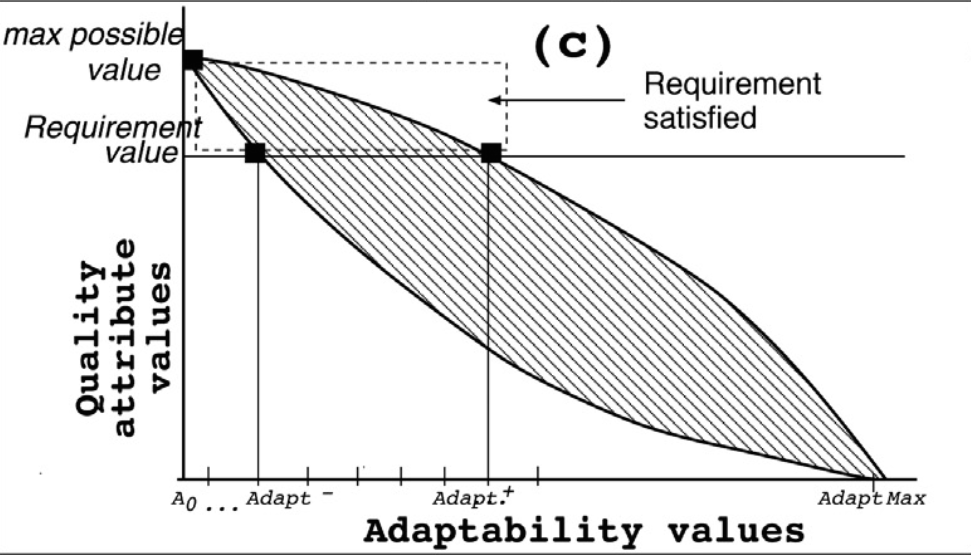 (c)
max possible
value
Requirement
satisfied
Requirement
value
Quality
attribute
values
A0 ... Adapt - Adapt.+ Adapt Max
Adaptability values